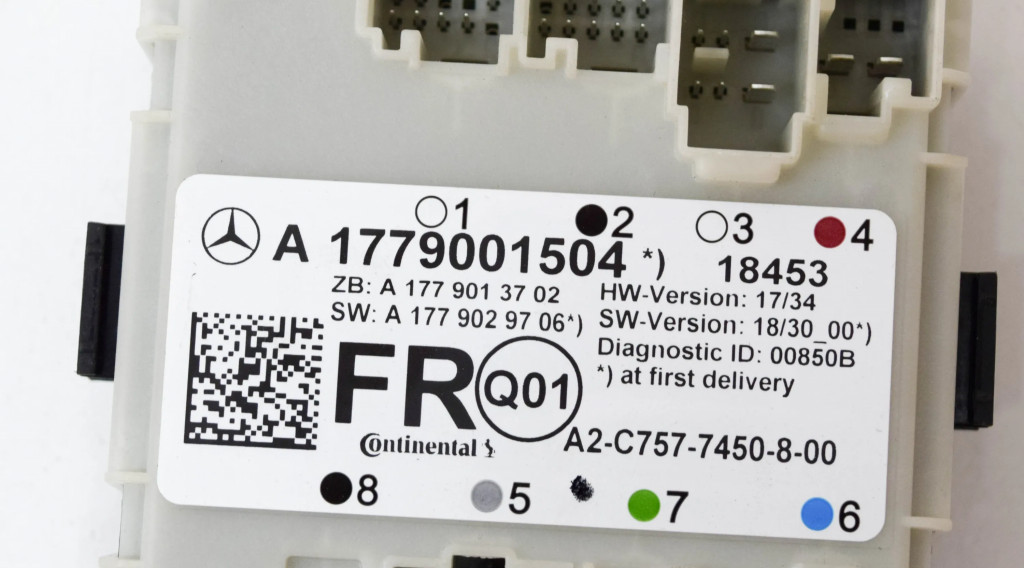 1 2 3 4
A 1779001504 *) 18453
ZB: A 177 901 37 02
SW: A 177 902 97 06*)
HW-Version: 17/34
SW-Version: 18/30_00*)
Diagnostic ID: 00850B
*) at first delivery
FR Q01
Continental
A2-C757-7450-8-00
8 5 7 6